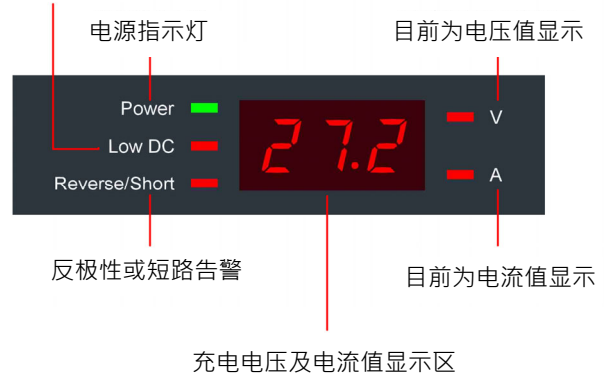 电源指示灯
目前为电压值显示
Power
Low DC
Reverse/Short
27.2
V
A
反极性或短路告警
目前为电流值显示
充电电压及电流值显示区